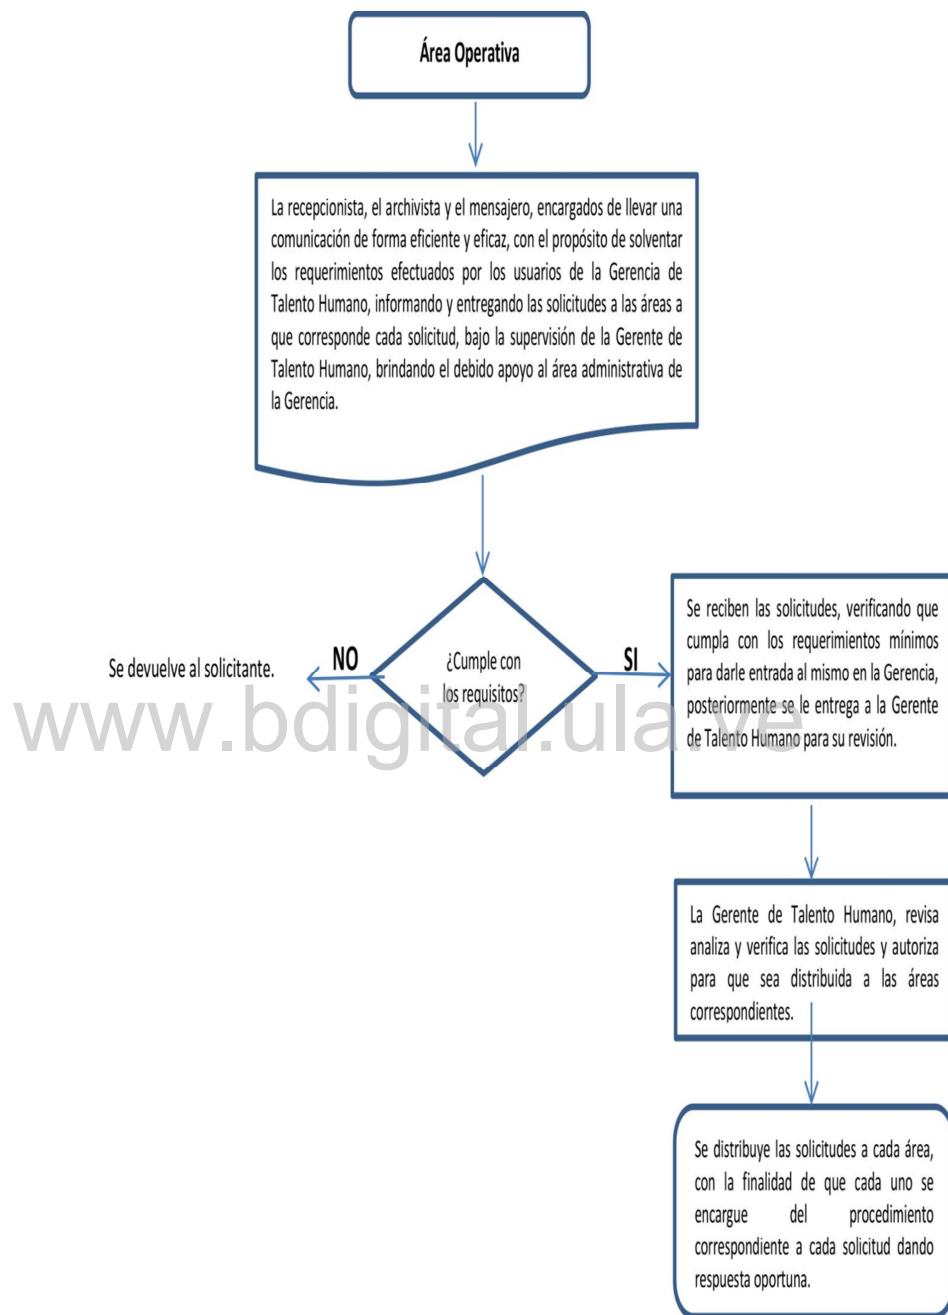 Área Operativa
La recepcionista, el archivista y el mensajero, encargados de llevar una
comunicación de forma eficiente y eficaz, con el propósito de solventar
los requerimientos efectuados por los usuarios de la Gerencia de
Talento Humano, informando y entregando las solicitudes a las áreas a
que corresponde cada solicitud, bajo la supervisión de la Gerente de
Talento Humano, brindando el debido apoyo al área administrativa de
la Gerencia.
¿Cumple con
los requisitos?
NO
Se devuelve al solicitante.
SI
Se reciben las solicitudes, verificando que
cumpla con los requerimientos mínimos
para darle entrada al mismo en la Gerencia,
posteriormente se le entrega a la Gerente
de Talento Humano para su revisión.
www.bdigital.ula.ve
La Gerente de Talento Humano, revisa
analiza y verifica las solicitudes y autoriza
para que sea distribuida a las áreas
correspondientes.
Se distribuye las solicitudes a cada área,
con la finalidad de que cada uno se
encargue del procedimiento
correspondiente a cada solicitud dando
respuesta oportuna.